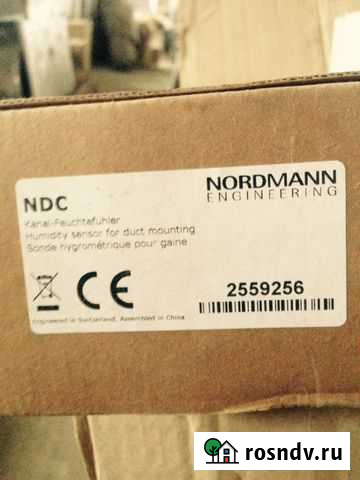 NDC
Kanal-Feuchtefühler
Humidity sensor for duct mounting
Sonde hygrométrique pour gaine
NORDMANN
ENGINEERING
CE
2559256
Engineered in Switzerland, Assembled in China
rosndv.ru